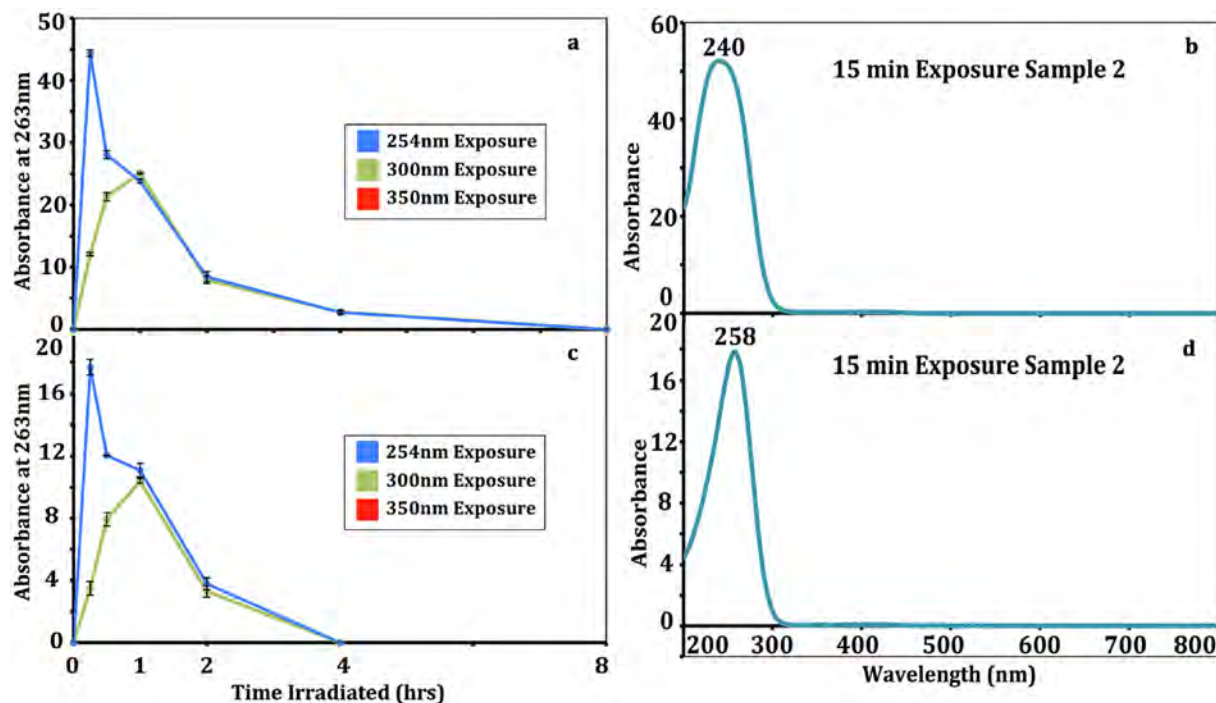 a
50
40
30
20
10
0
Absorbance at 263nm
254nm Exposure
300nm Exposure
350nm Exposure
b
60
40
20
0
Absorbance
240
15 min Exposure Sample 2
c
20
16
12
8
4
0
Absorbance at 263nm
254nm Exposure
300nm Exposure
350nm Exposure
0 1 2 4 8
Time Irradiated (hrs)
d
20
16
12
8
4
0
Absorbance
258
15 min Exposure Sample 2
200 300 400 500 600 700 800
Wavelength (nm)